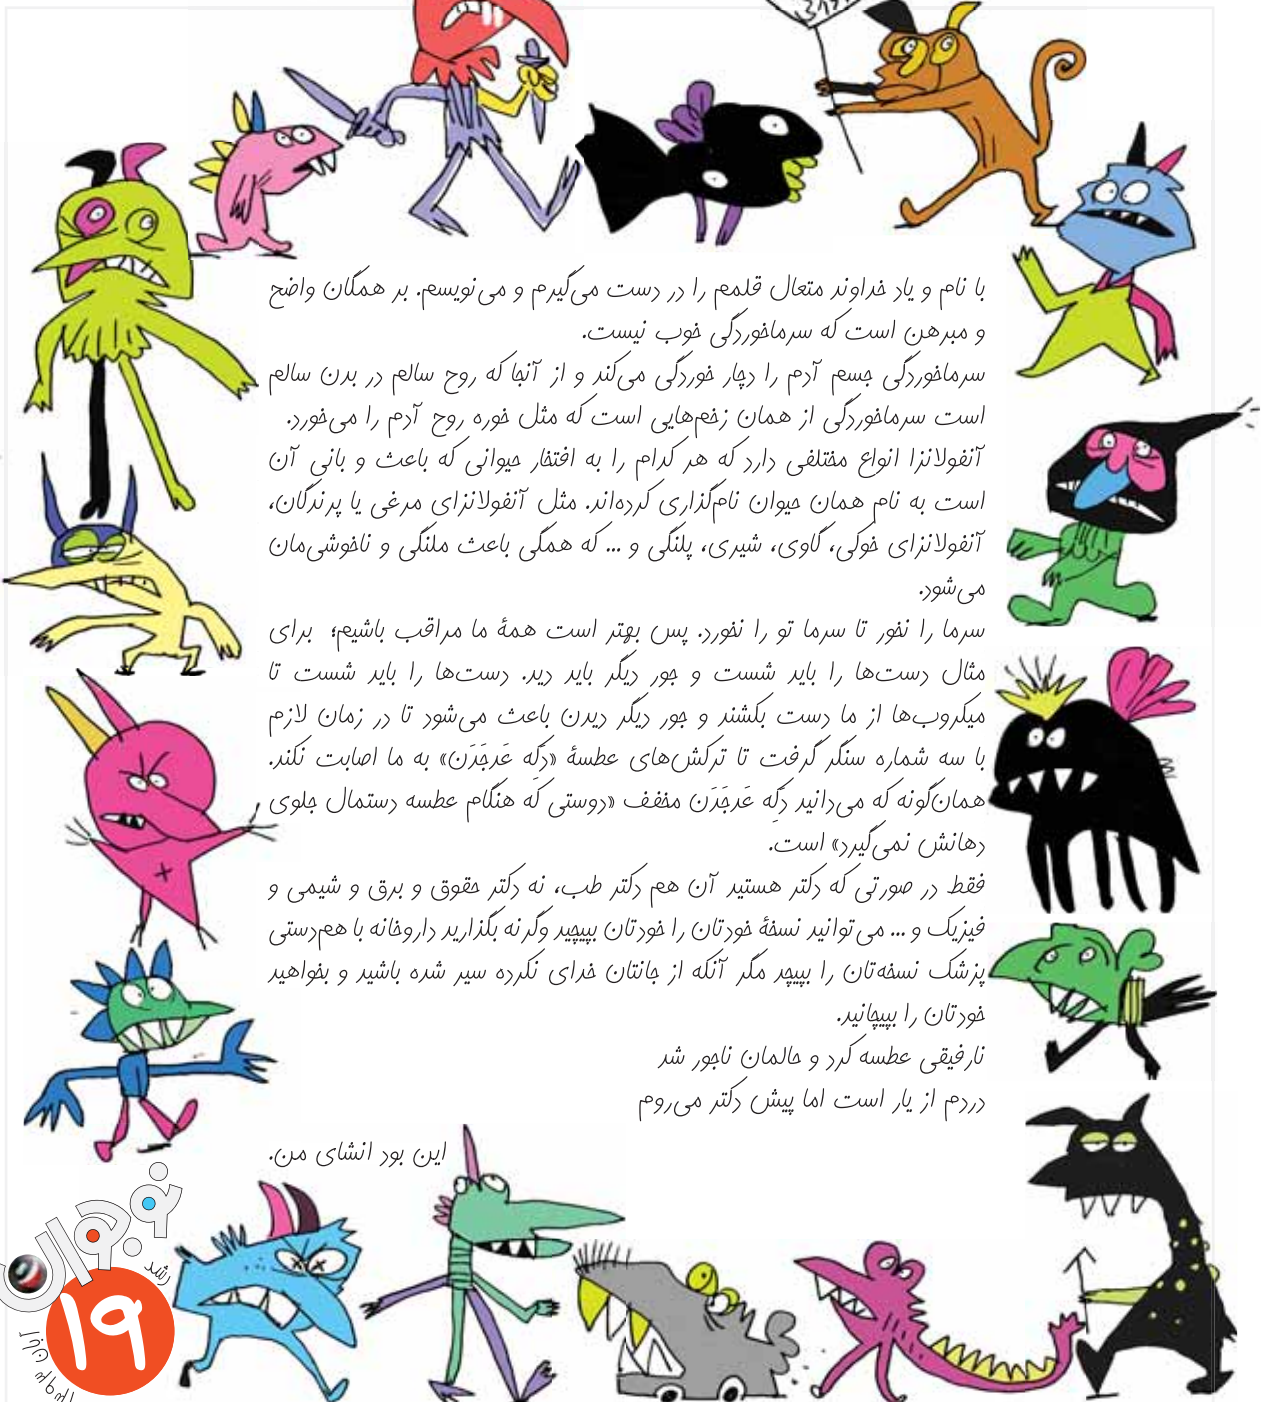 با نام و یاد خداوند متعال قلمم را در دست می‌گیرم و می‌نویسم. بر همگان واضح
و مبرهن است که سرماخوردگی خوب نیست.
سرماخوردگی جسم آدم را دچار خوردگی می‌کند و از آنجا که روح سالم در بدن سالم
است سرماخوردگی از همان زخم‌هایی است که مثل خوره روح آدم را می‌خورد.
آنفولانزا انواع مختلفی دارد که هر کدام را به افتخار حیوانی که باعث و بانی آن
است به نام همان حیوان نام‌گذاری کرده‌اند. مثل آنفولانزای مرغی یا پرندگان،
آنفولانزای خوکی، گاوی، شیری، پلنگی و ... که همگی باعث ملنگی و ناخوشی‌مان
می‌شود.
سرما را نخور تا سرما تو را نخورد. پس بهتر است همهٔ ما مراقب باشیم؛ برای
مثال دست‌ها را باید شست و جور دیگر باید دید. دست‌ها را باید شست تا
میکروب‌ها از ما دست بکشند و جور دیگر دیدن باعث می‌شود تا در زمان لازم
با سه شماره سنگر گرفت تا ترکش‌های عطسهٔ «دَکِه عَدجَدَن» به ما اصابت نکند.
همان‌گونه که می‌دانید دَکِه عَدجَدَن مخفف «دوستی که هنگام عطسه دستمال جلوی
دهانش نمی‌گیرد» است.
فقط در صورتی که دکتر هستید آن هم دکتر طب، نه دکتر حقوق و برق و شیمی و
فیزیک و ... می‌توانید نسخهٔ خودتان را خودتان بپیچید وگرنه بگذارید داروخانه با هم‌دستی
پزشک نسخه‌تان را بپیچد مگر آنکه از جانتان خدای نکرده سیر شده باشید و بخواهید
خودتان را بپیچانید.
نارفیقی عطسه کرد و حالمان ناجور شد
دردم از یار است اما پیش دکتر می‌روم
این بود انشای من.
رشد
نوجوان
۱۹